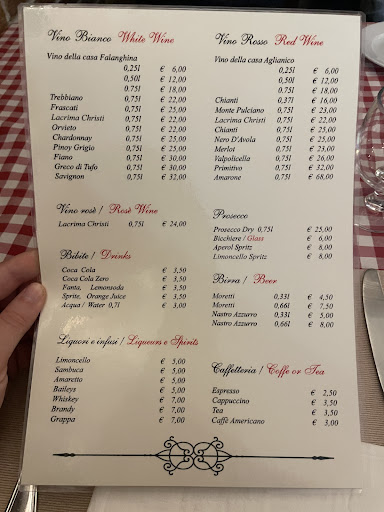 Vino Bianco White Wine
Vino della casa Falanghina
0,25l € 6,00
0,50l € 12,00
0.75l € 18,00
Trebbiano 0,75l € 22,00
Frascati 0,75l € 25,00
Lacrima Christi 0,75l € 22,00
Orvieto 0,75l € 22,00
Chardonnay 0,75l € 25,00
Pinoy Grigio 0,75l € 25,00
Fiano 0,75l € 30,00
Greco di Tufo 0,75l € 30,00
Savignon 0,75l € 32,00
Vino rosè / Rosè Wine
Lacrima Christi 0,75l € 24,00
Bibite / Drinks
Coca Cola € 3,50
Coca Cola Zero € 3,50
Fanta, Lemonsoda € 3,50
Sprite, Orange Juice € 3,50
Acqua / Water 0,7l € 3,00
Liquori e infusi / Liqueurs e Spirits
Limoncello € 5,00
Sambuca € 5,00
Amaretto € 5,00
Baileys € 5,00
Whiskey € 7,00
Brandy € 7,00
Grappa € 7,00
Vino Rosso Red Wine
Vino della casa Aglianico
0,25l € 6,00
0,50l € 12,00
0,75l € 18,00
Chianti 0,37l € 16,00
Monte Pulciano 0,75l € 23,00
Lacrima Christi 0,75l € 22,00
Chianti 0,75l € 25,00
Nero D'Avola 0,75l € 25,00
Merlot 0,75l € 23,00
Valpolicella 0,75l € 26,00
Primitivo 0,75l € 32,00
Amarone 0,75l € 68,00
Prosecco
Prosecco Dry 0,75l € 25,00
Bicchiere / Glass € 6,00
Aperol Spritz € 8,00
Limoncello Spritz € 8,00
Birra / Beer
Moretti 0,33l € 4,50
Moretti 0,66l € 7,50
Nastro Azzurro 0,33l € 5,00
Nastro Azzurro 0,66l € 8,00
Caffetteria / Coffe or Tea
Espresso € 2,50
Cappuccino € 3,50
Tea € 3,50
Caffè Americano € 3,00